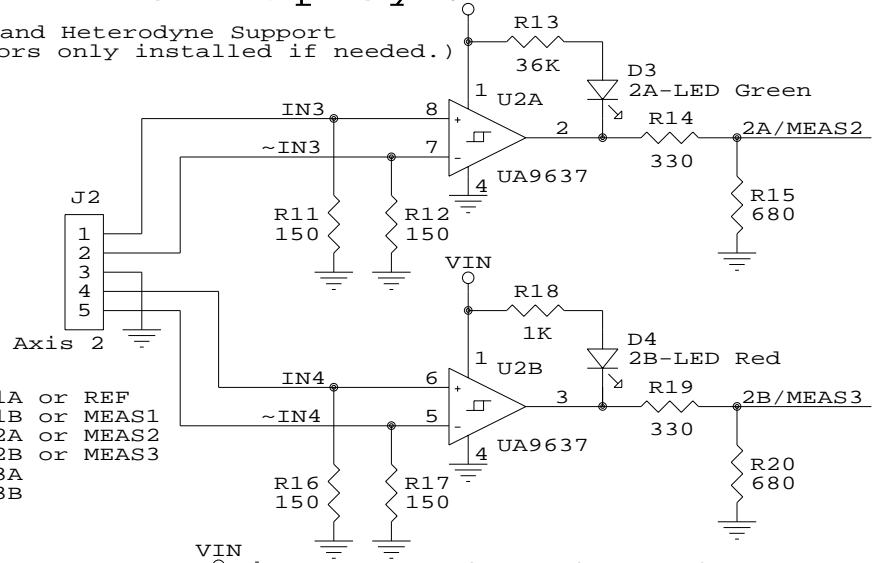 and Heterodyne Support
ors only installed if needed.)
R13
36K
D3
2A-LED Green
1
U2A
IN3
8
+
~IN3
7
-
2
R14
330
2A/MEAS2
4
UA9637
J2
R11
150
R12
150
R15
680
1
2
3
4
5
Axis 2
VIN
R18
1K
D4
2B-LED Red
1
U2B
IN4
6
+
~IN4
5
-
3
R19
330
2B/MEAS3
4
UA9637
1A or REF
1B or MEAS1
2A or MEAS2
2B or MEAS3
3A
3B
R16
150
R17
150
R20
680
VIN